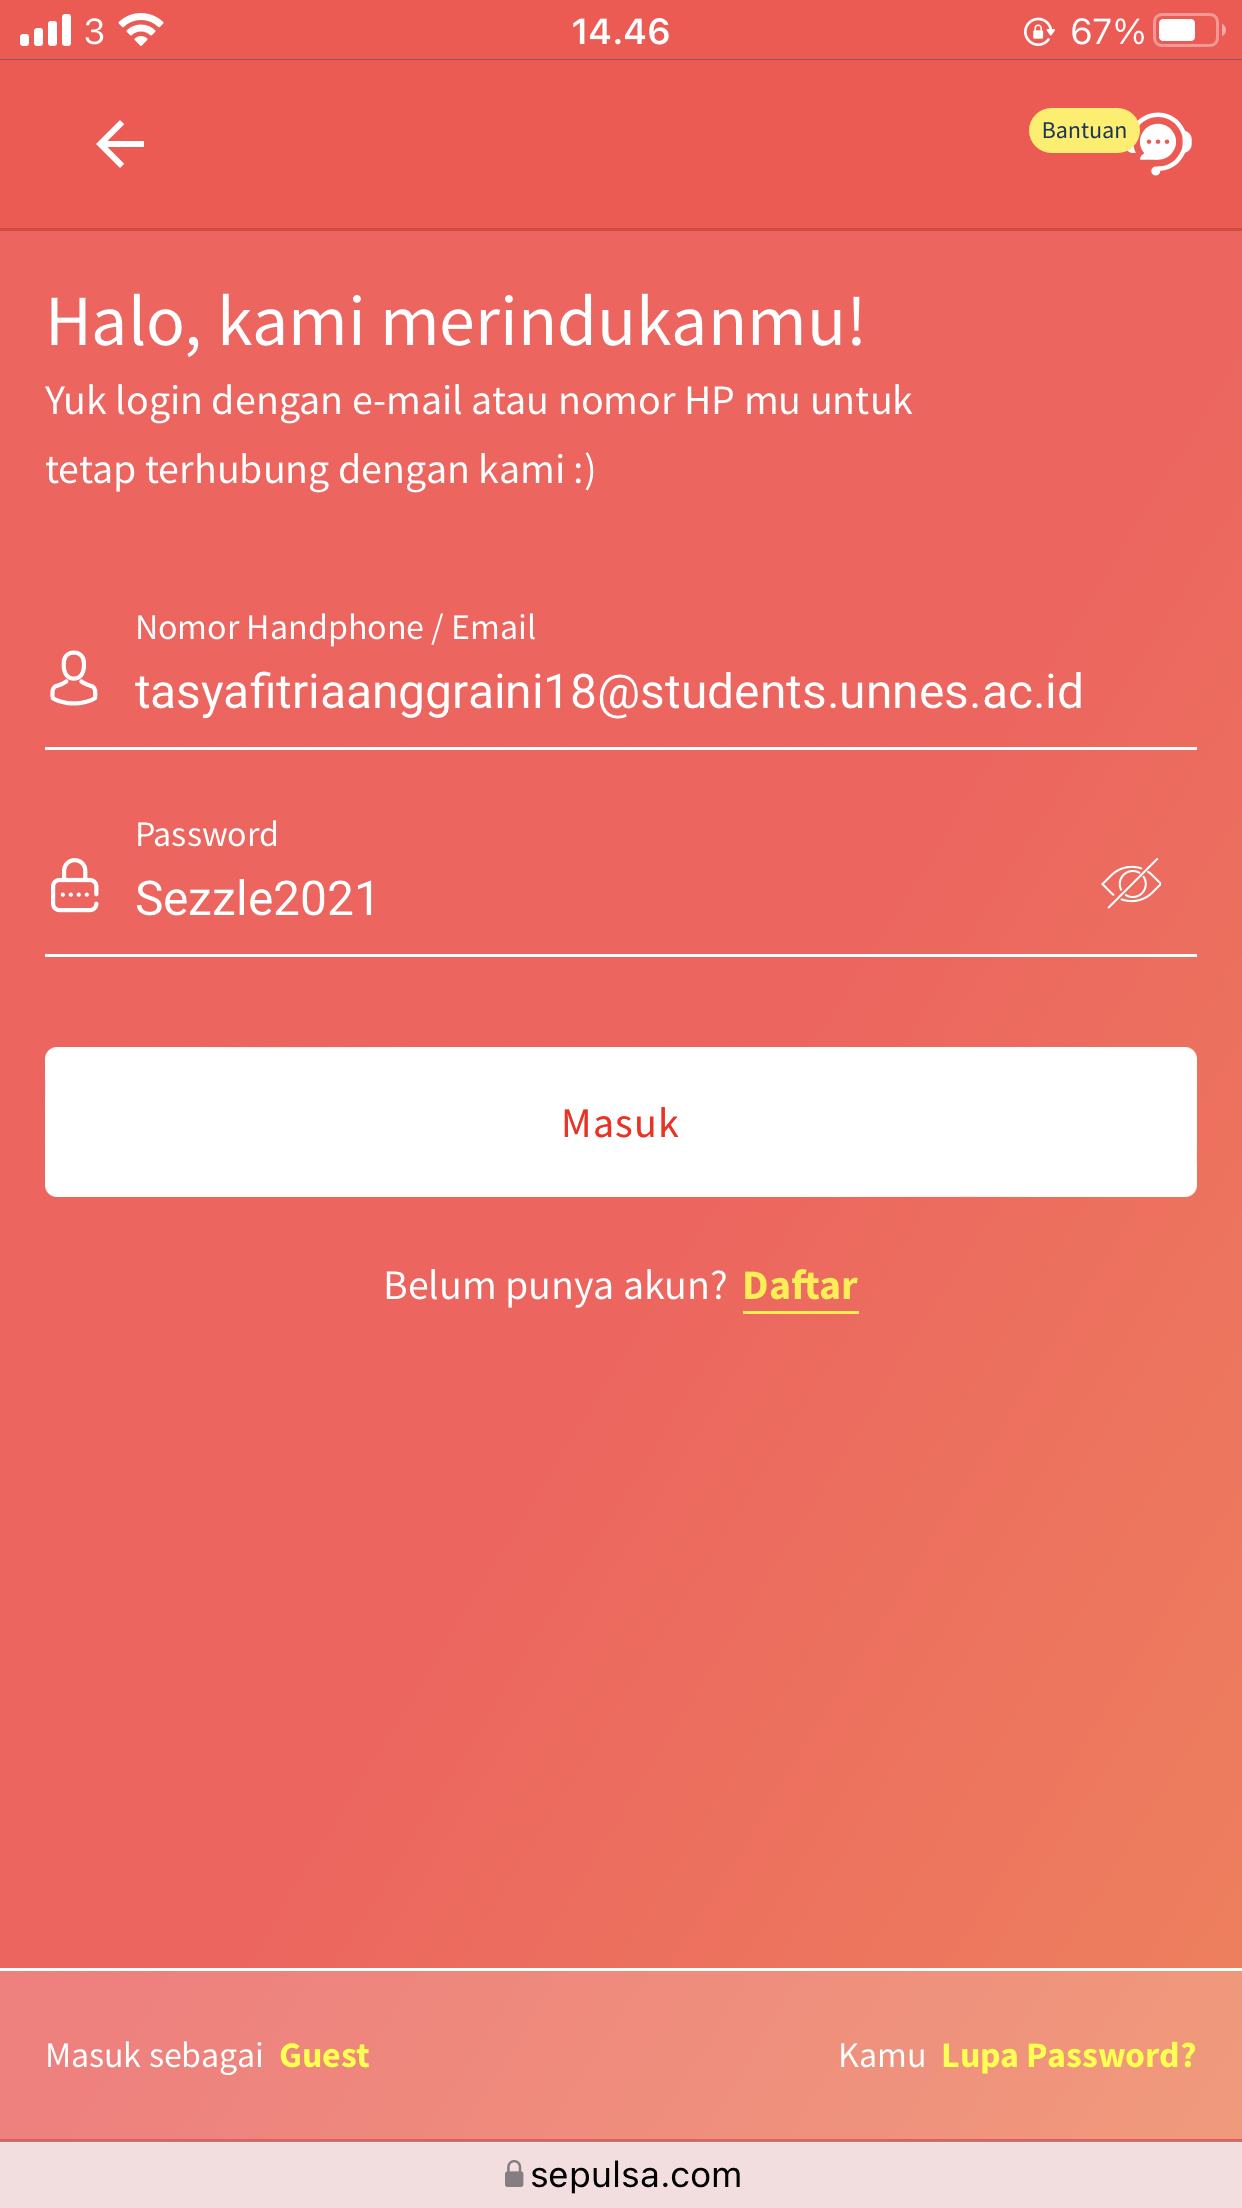 3
14.46
67%
Bantuan
Halo, kami merindukanmu!
Yuk login dengan e-mail atau nomor HP mu untuk
tetap terhubung dengan kami :)
Nomor Handphone / Email
tasyafitriaanggraini18@students.unnes.ac.id
Password
Sezzle2021
Masuk
Belum punya akun? Daftar
Masuk sebagai Guest
Kamu Lupa Password?
sepulsa.com